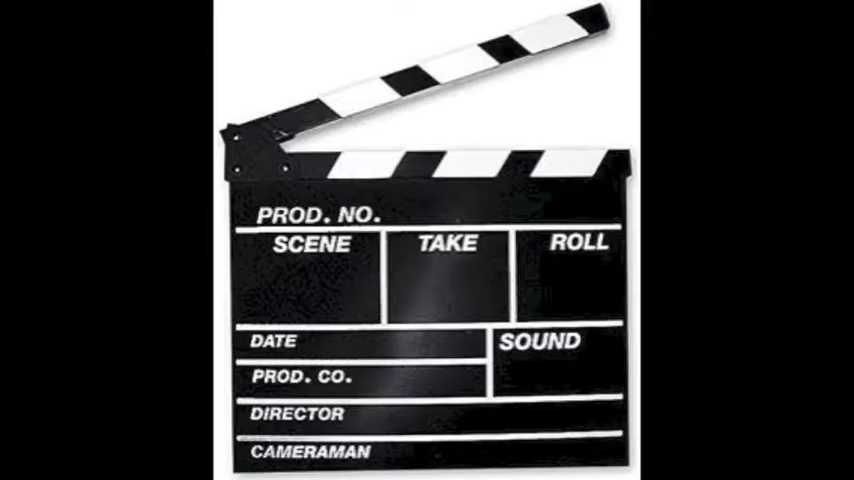 PROD. NO.
SCENE TAKE ROLL
DATE SOUND
PROD. CO.
DIRECTOR
CAMERAMAN